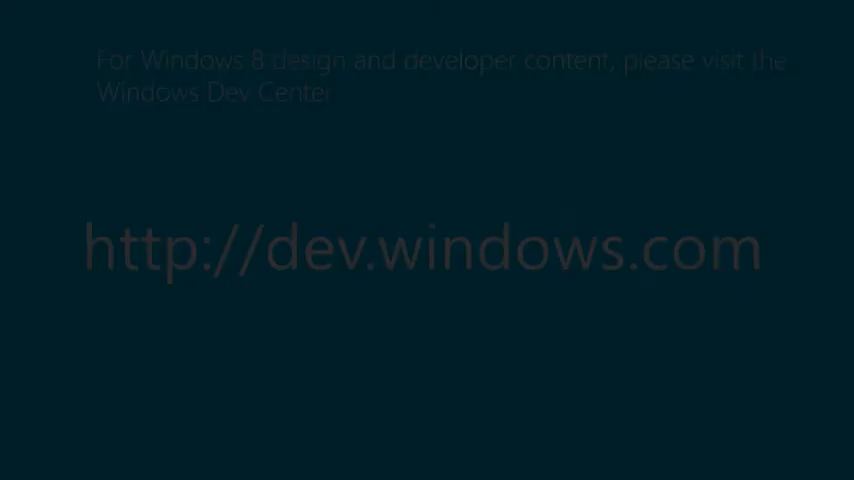 For Windows 8 design and developer content, please visit the
Windows Dev Center
http://dev.windows.com